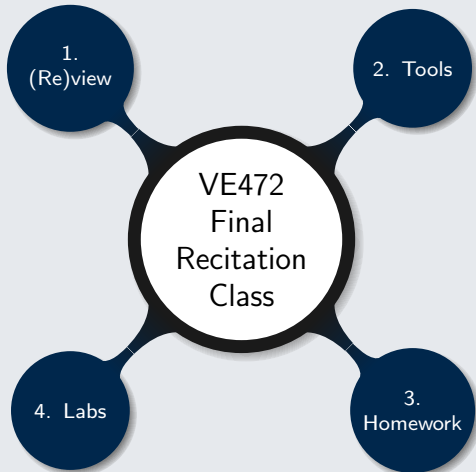 1.
(Re)view
2. Tools
VE472
Final
Recitation
Class
4. Labs
3.
Homework